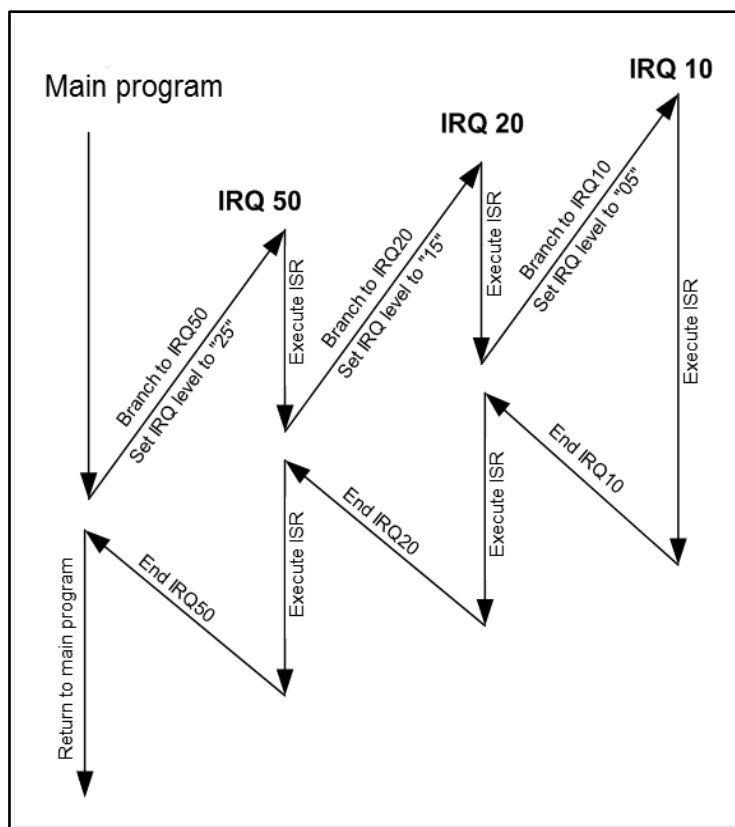 Main program
IRQ 50
IRQ 20
IRQ 10
Branch to IRQ50
Set IRQ level to "25"
Execute ISR
Branch to IRQ20
Set IRQ level to "15"
Execute ISR
Branch to IRQ10
Set IRQ level to "05"
Execute ISR
End IRQ10
Execute ISR
End IRQ20
Execute ISR
End IRQ50
Return to main program